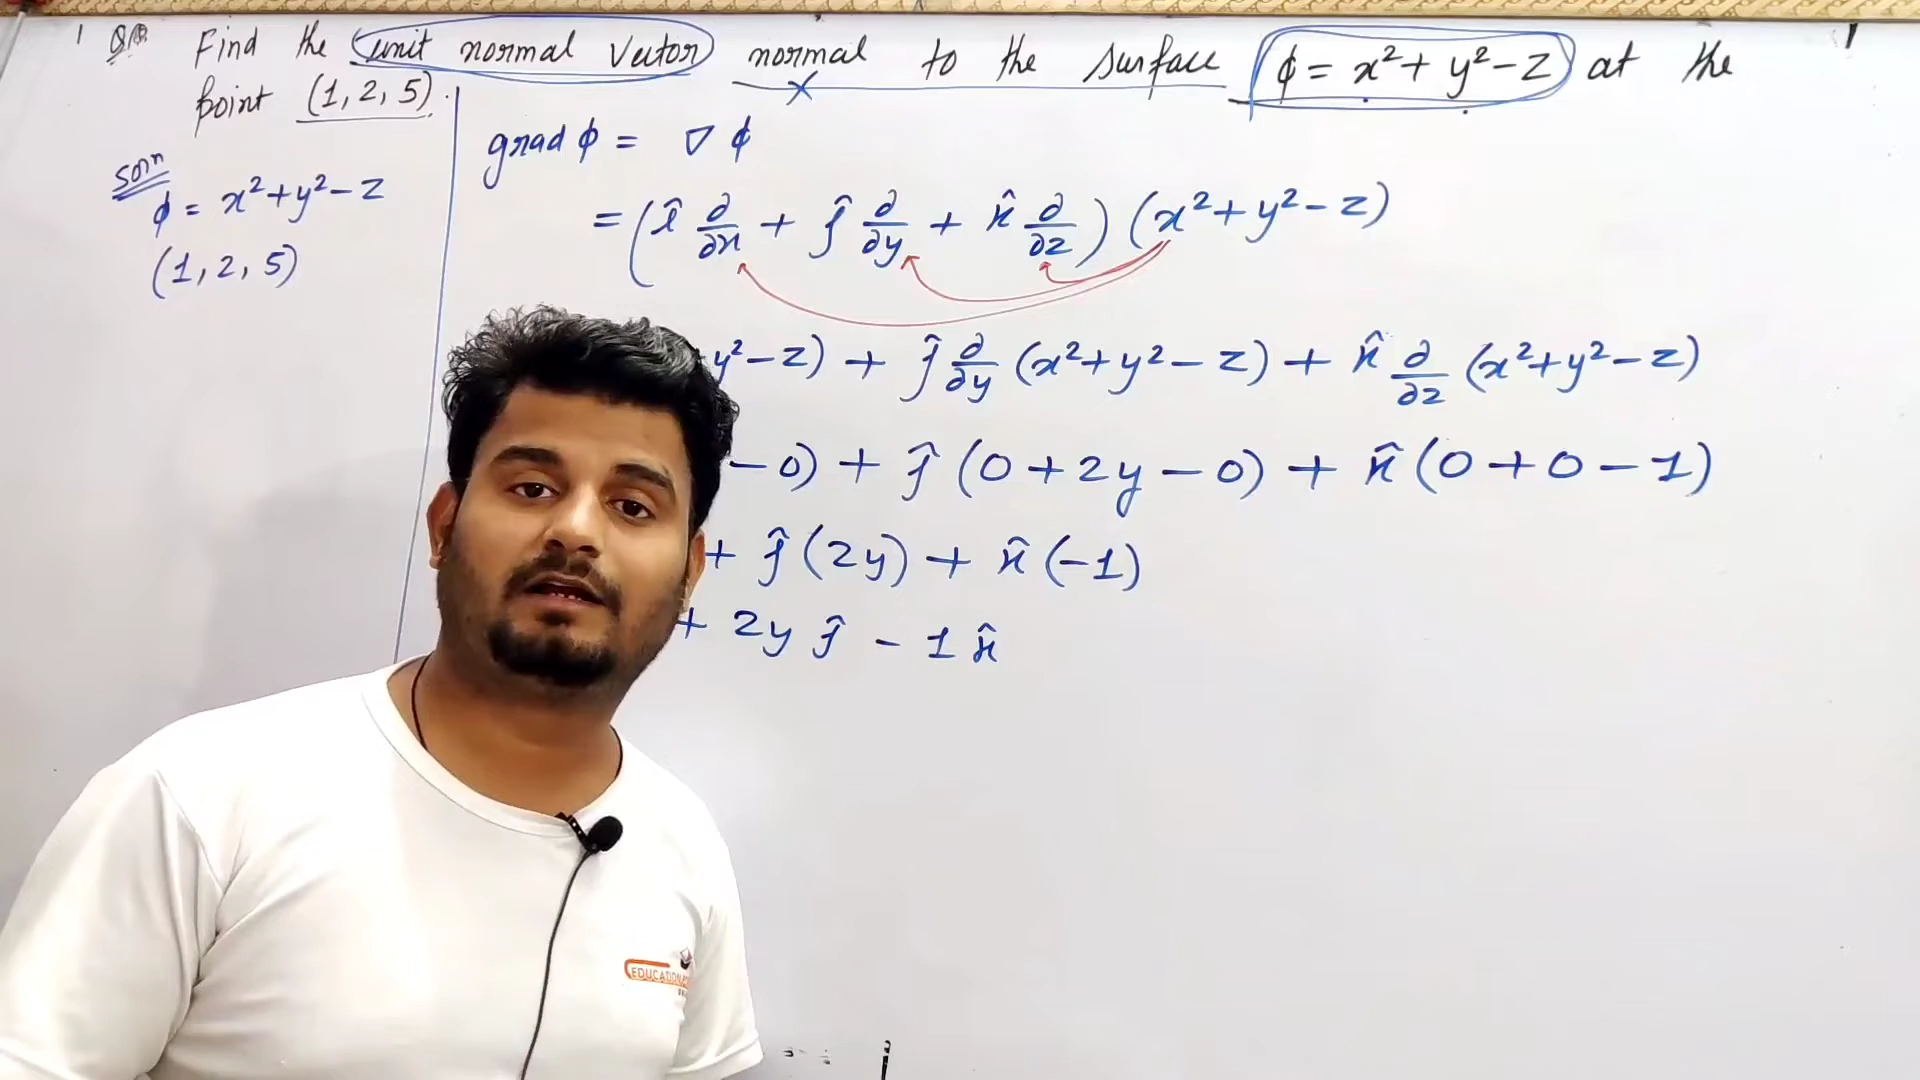 Find the unit normal vector normal to the surface ϕ = x²+ y²-z at the
point (1, 2, 5).
grad ϕ = ∇ ϕ
Soln
ϕ = x²+y²-z
= (î ∂/∂x + ĵ ∂/∂y + k̂ ∂/∂z) (x²+y²-z)
(1, 2, 5)
y²-z) + ĵ ∂/∂y (x²+y²-z) + k̂ ∂/∂z (x²+y²-z)
-0) + ĵ (0+2y-0) + k̂ (0+0-1)
+ ĵ (2y) + k̂ (-1)
+ 2y ĵ - 1 k̂
EDUCATION